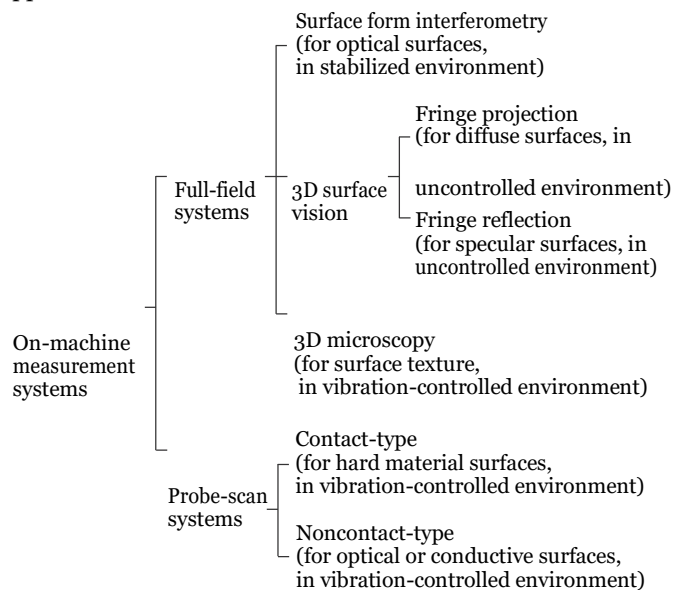 Surface form interferometry
(for optical surfaces,
in stabilized environment)
Fringe projection
(for diffuse surfaces, in
uncontrolled environment)
Full-field
systems
3D surface
vision
Fringe reflection
(for specular surfaces, in
uncontrolled environment)
On-machine
measurement
systems
3D microscopy
(for surface texture,
in vibration-controlled environment)
Contact-type
(for hard material surfaces,
in vibration-controlled environment)
Probe-scan
systems
Noncontact-type
(for optical or conductive surfaces,
in vibration-controlled environment)